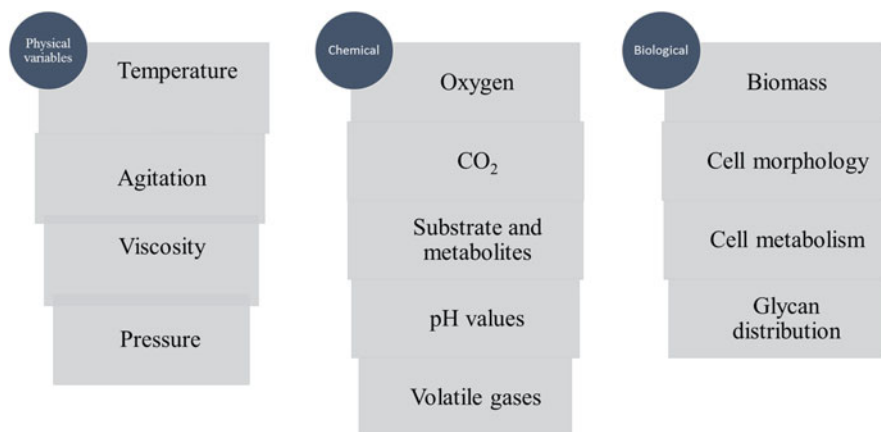 Physical
variables
Temperature
Agitation
Viscosity
Pressure
Chemical
Oxygen
CO₂
Substrate and
metabolites
pH values
Volatile gases
Biological
Biomass
Cell morphology
Cell metabolism
Glycan
distribution